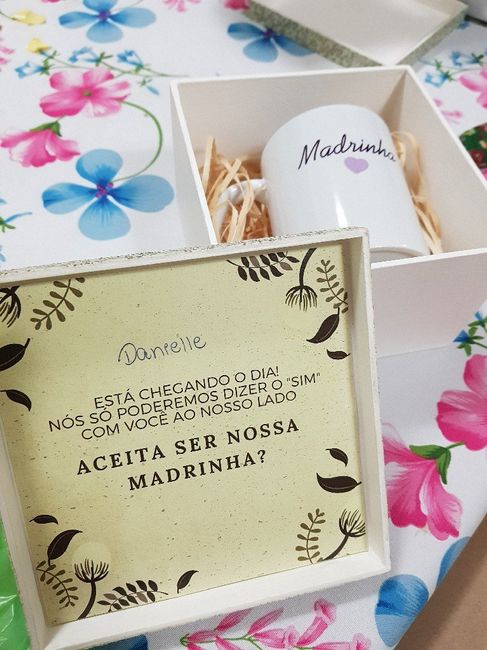 Madrinha
Danielle
ESTÁ CHEGANDO O DIA!
NÓS SÓ PODEREMOS DIZER O "SIM"
COM VOCÊ AO NOSSO LADO
ACEITA SER NOSSA
MADRINHA?